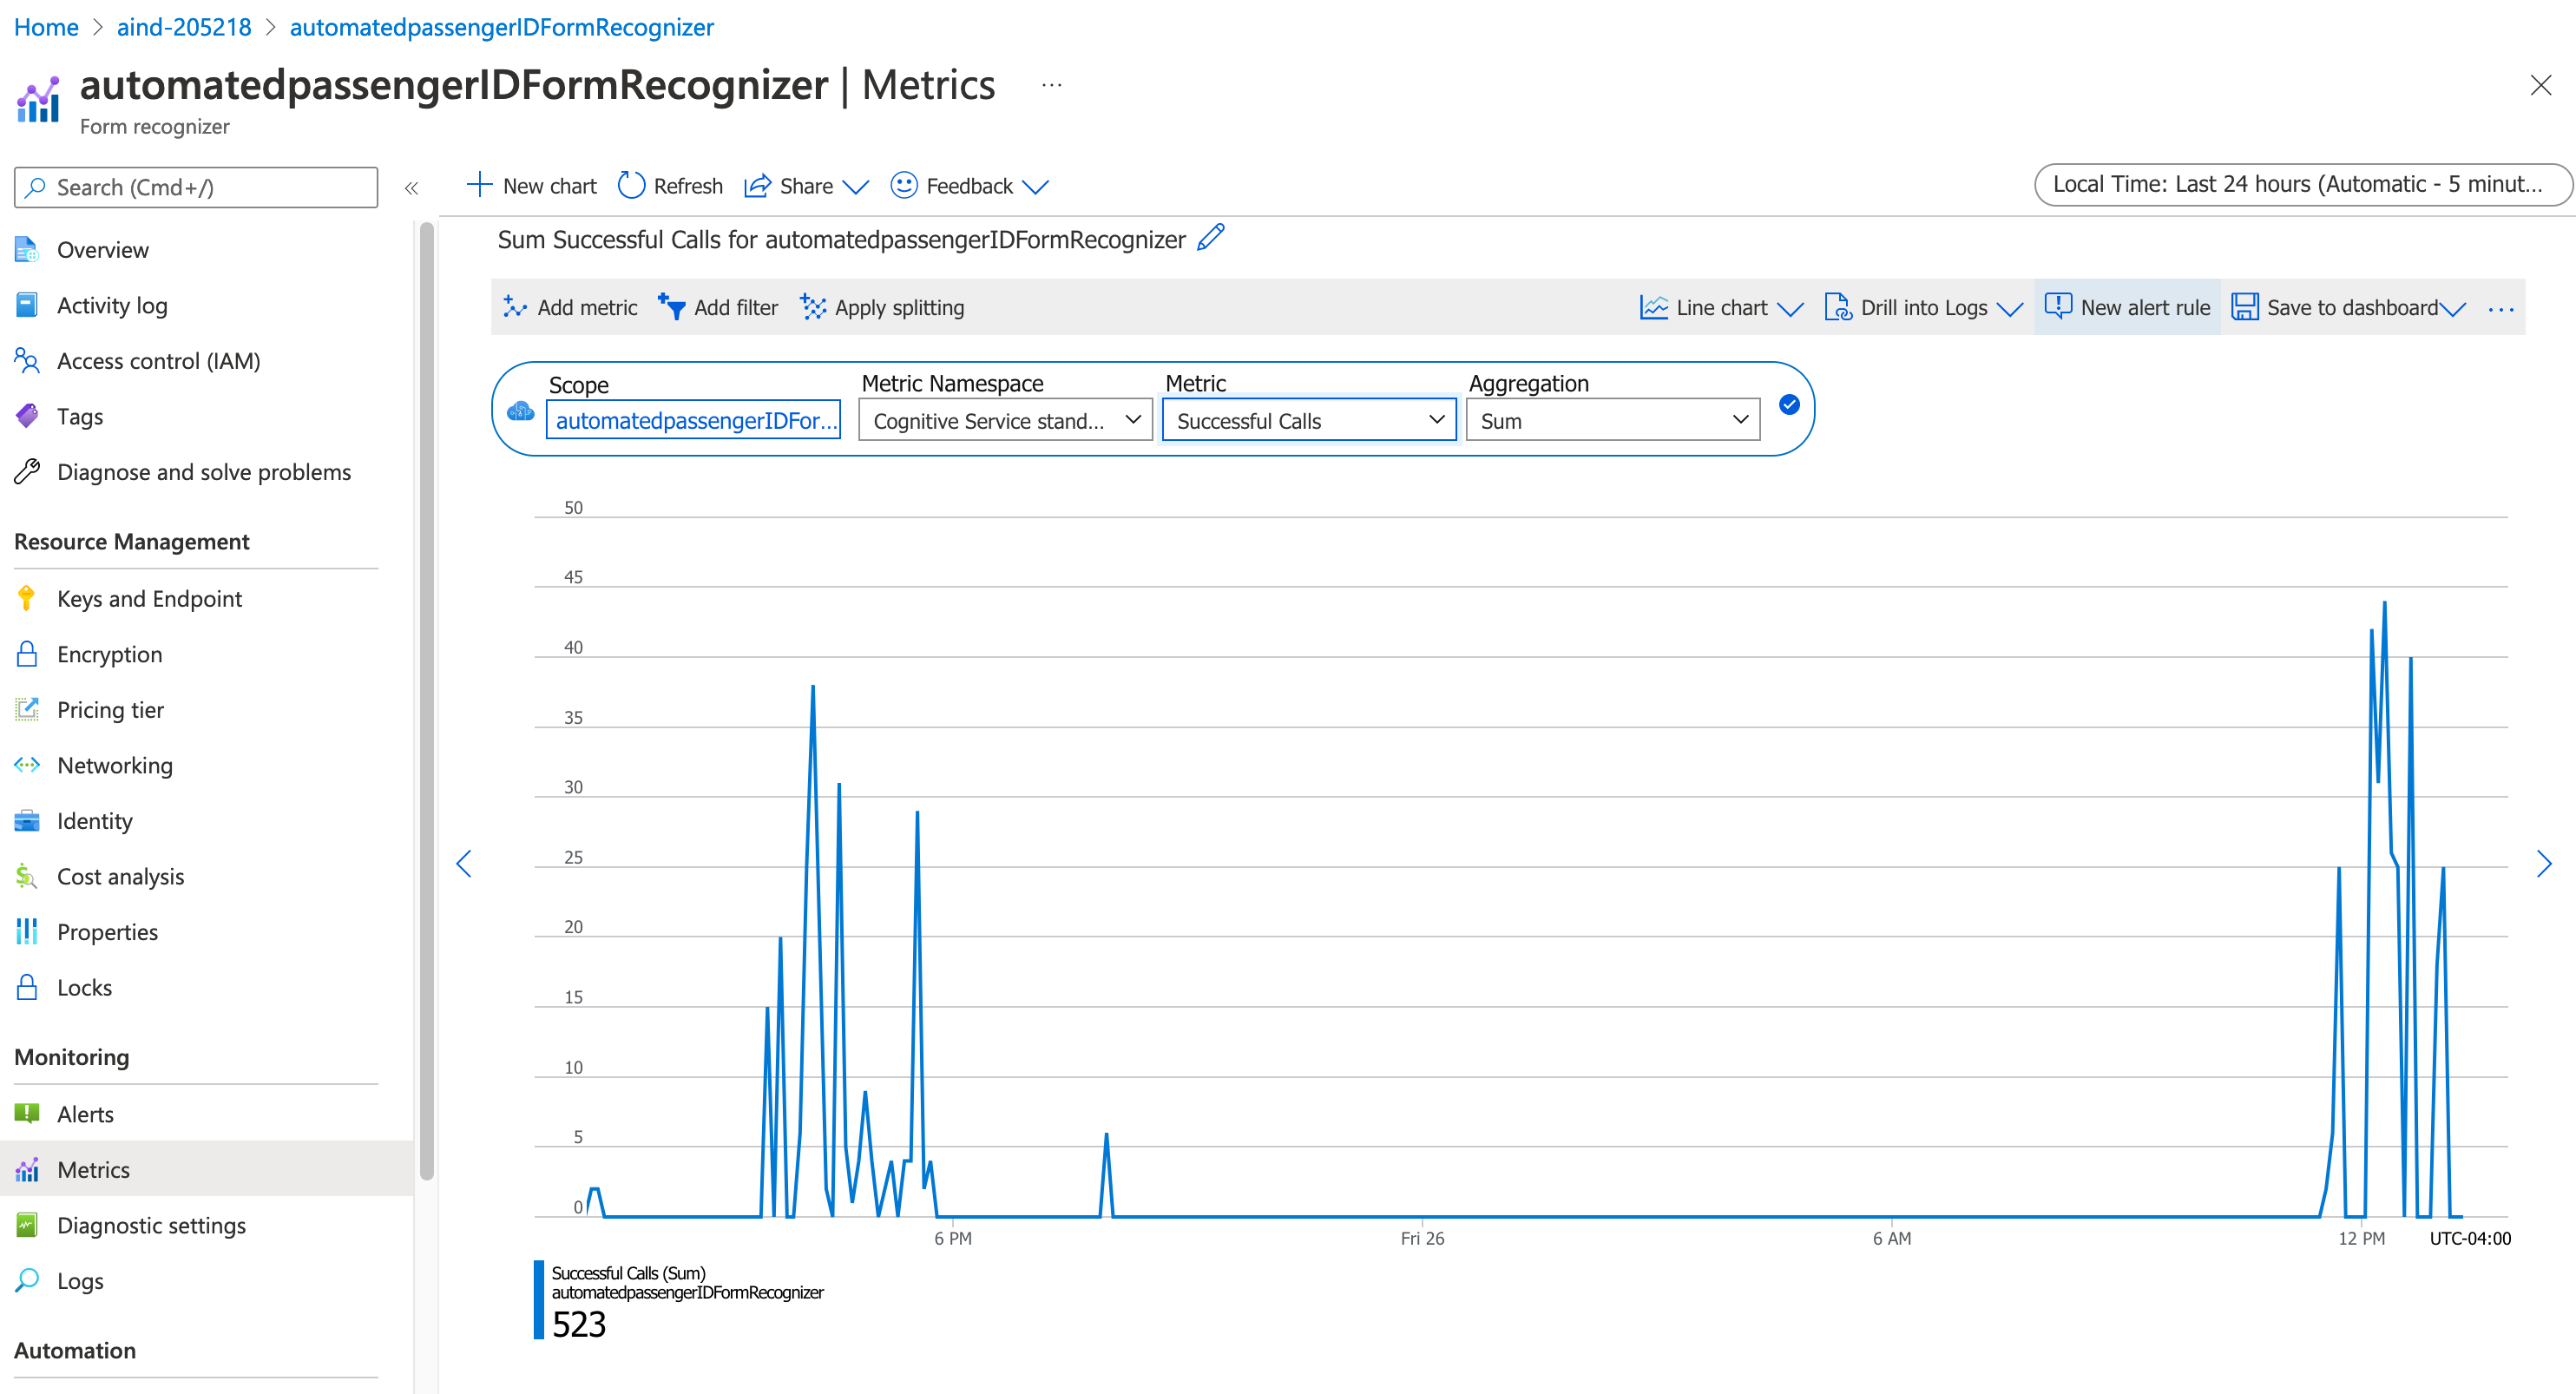 Home > aind-205218 > automatedpassengerIDFormRecognizer
automatedpassengerIDFormRecognizer | Metrics ...
Form recognizer
Search (Cmd+/)
«
New chart
Refresh
Share
Feedback
Local Time: Last 24 hours (Automatic - 5 minut...
Overview
Activity log
Access control (IAM)
Tags
Diagnose and solve problems
Resource Management
Keys and Endpoint
Encryption
Pricing tier
Networking
Identity
Cost analysis
Properties
Locks
Monitoring
Alerts
Metrics
Diagnostic settings
Logs
Automation
Sum Successful Calls for automatedpassengerIDFormRecognizer
Add metric
Add filter
Apply splitting
Line chart
Drill into Logs
New alert rule
Save to dashboard
...
Scope
automatedpassengerIDFor...
Metric Namespace
Cognitive Service stand...
Metric
Successful Calls
Aggregation
Sum
50
45
40
35
30
25
20
15
10
5
0
6 PM
Fri 26
6 AM
12 PM
UTC-04:00
Successful Calls (Sum)
automatedpassengerIDFormRecognizer
523